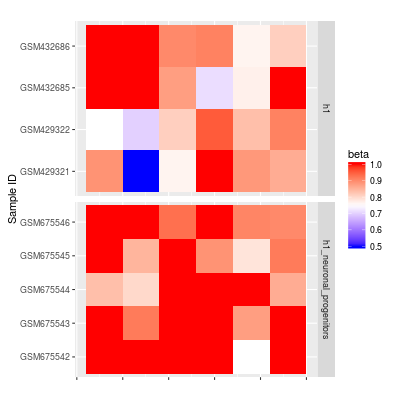 GSM432686
GSM432685
GSM429322
GSM429321
h1
GSM675546
GSM675545
GSM675544
GSM675543
GSM675542
h1_neuronal_progenitors
Sample ID
beta
1.0
0.9
0.8
0.7
0.6
0.5